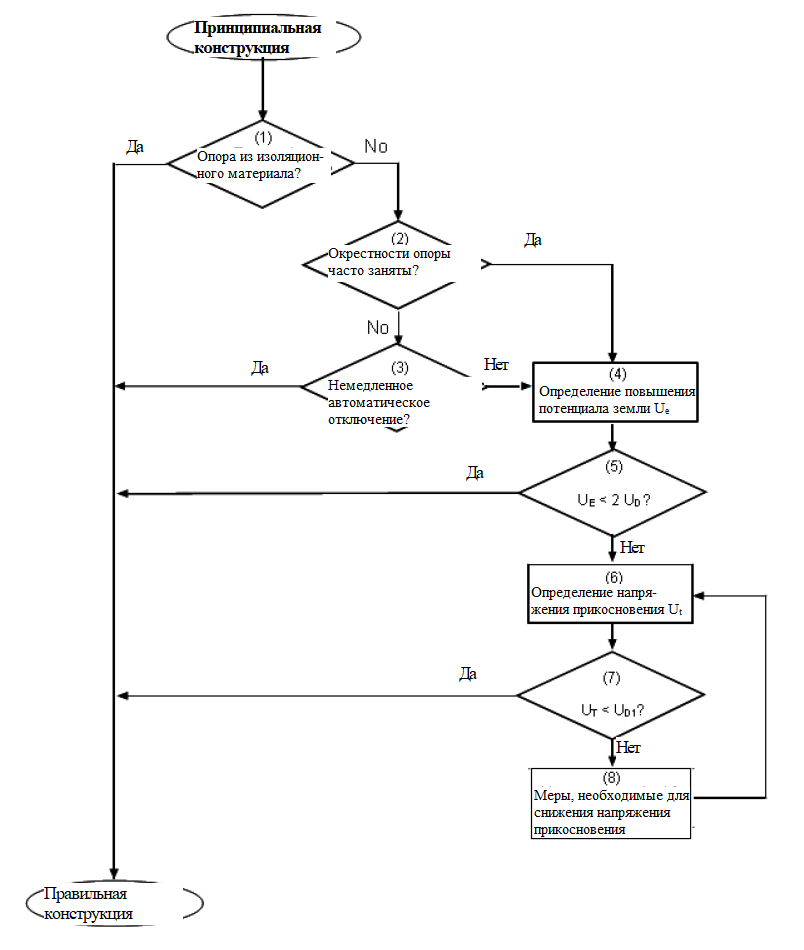 Принципиальная
конструкция
(1)
Опора из изоляцион-
ного материала?
Да
No
(2)
Окрестности опоры
часто заняты?
Да
No
(3)
Немедленное
автоматическое
отключение?
Да
Нет
(4)
Определение повышения
потенциала земли Ue
(5)
UE < 2 UD?
Да
Нет
(6)
Определение напря-
жения прикосновения Ut
(7)
UT < UD1?
Да
Нет
(8)
Меры, необходимые для
снижения напряжения
прикосновения
Правильная
конструкция